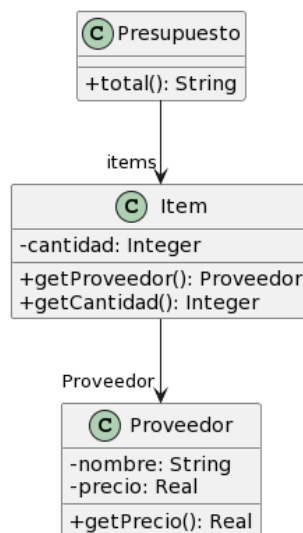 C Presupuesto
+total(): String
items
C Item
-cantidad: Integer
+getProveedor(): Proveedor
+getCantidad(): Integer
Proveedor
C Proveedor
-nombre: String
-precio: Real
+getPrecio(): Real